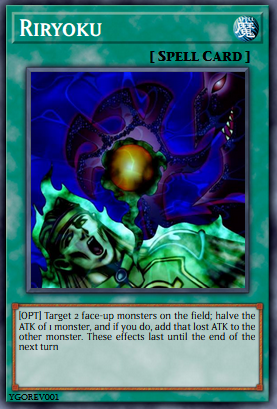 RIRYOKU
魔
[ SPELL CARD ]
[OPT] Target 2 face-up monsters on the field; halve the
ATK of 1 monster, and if you do, add that lost ATK to the
other monster. These effects last until the end of the
next turn
YGOREV001